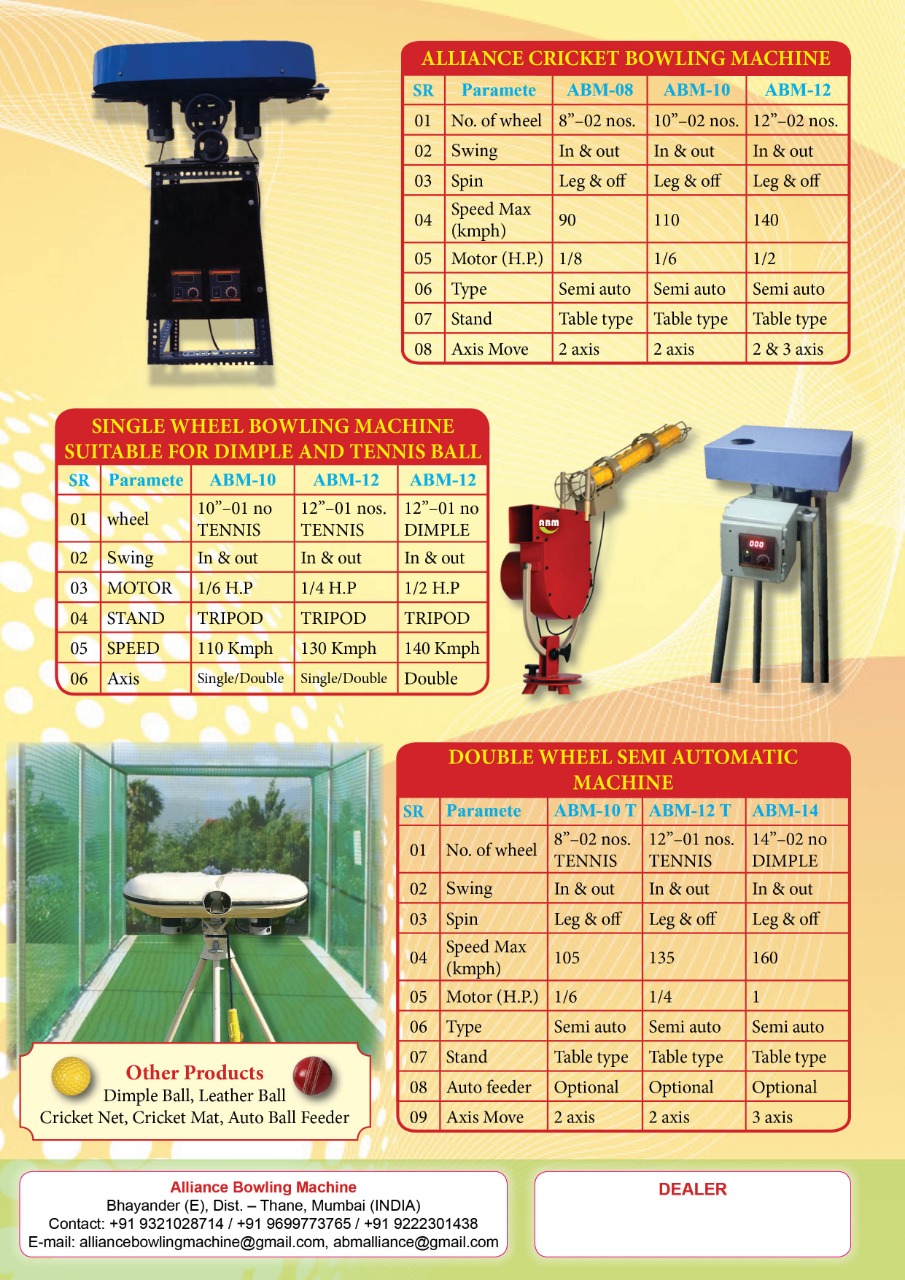 ALLIANCE CRICKET BOWLING MACHINE
SR Paramete ABM-08 ABM-10 ABM-12
01 No. of wheel 8”–02 nos. 10”–02 nos. 12”–02 nos.
02 Swing In & out In & out In & out
03 Spin Leg & off Leg & off Leg & off
04 Speed Max (kmph) 90 110 140
05 Motor (H.P.) 1/8 1/6 1/2
06 Type Semi auto Semi auto Semi auto
07 Stand Table type Table type Table type
08 Axis Move 2 axis 2 axis 2 & 3 axis
SINGLE WHEEL BOWLING MACHINE
SUITABLE FOR DIMPLE AND TENNIS BALL
SR Paramete ABM-10 ABM-12 ABM-12
01 wheel 10”–01 no TENNIS 12”–01 nos. TENNIS 12”–01 no DIMPLE
02 Swing In & out In & out In & out
03 MOTOR 1/6 H.P 1/4 H.P 1/2 H.P
04 STAND TRIPOD TRIPOD TRIPOD
05 SPEED 110 Kmph 130 Kmph 140 Kmph
06 Axis Single/Double Single/Double Double
ABM
000
DOUBLE WHEEL SEMI AUTOMATIC
MACHINE
SR Paramete ABM-10 T ABM-12 T ABM-14
01 No. of wheel 8”–02 nos. TENNIS 12”–01 nos. TENNIS 14”–02 no DIMPLE
02 Swing In & out In & out In & out
03 Spin Leg & off Leg & off Leg & off
04 Speed Max (kmph) 105 135 160
05 Motor (H.P.) 1/6 1/4 1
06 Type Semi auto Semi auto Semi auto
07 Stand Table type Table type Table type
08 Auto feeder Optional Optional Optional
09 Axis Move 2 axis 2 axis 3 axis
Other Products
Dimple Ball, Leather Ball
Cricket Net, Cricket Mat, Auto Ball Feeder
Alliance Bowling Machine
Bhayander (E), Dist. – Thane, Mumbai (INDIA)
Contact: +91 9321028714 / +91 9699773765 / +91 9222301438
E-mail: alliancebowlingmachine@gmail.com, abmalliance@gmail.com
DEALER